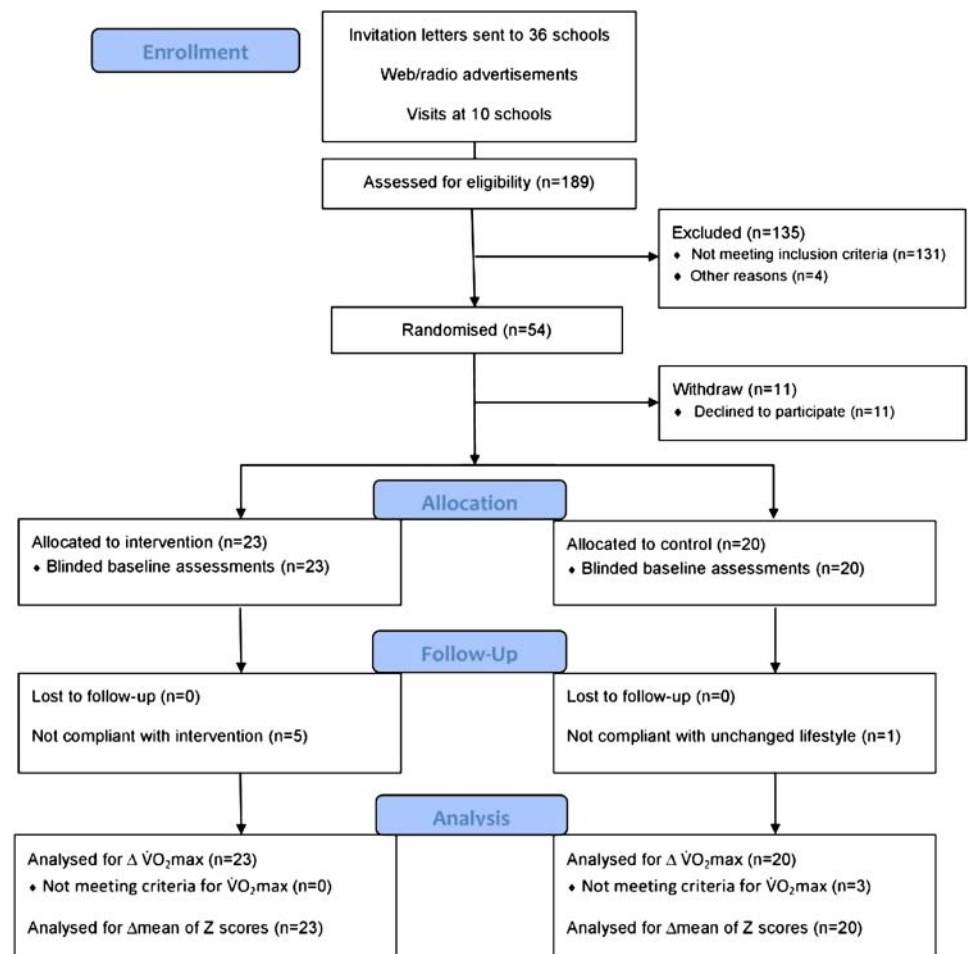 Enrollment
Invitation letters sent to 36 schools
Web/radio advertisements
Visits at 10 schools
Assessed for eligibility (n=189)
Excluded (n=135)
♦ Not meeting inclusion criteria (n=131)
♦ Other reasons (n=4)
Randomised (n=54)
Withdraw (n=11)
♦ Declined to participate (n=11)
Allocation
Allocated to intervention (n=23)
♦ Blinded baseline assessments (n=23)
Allocated to control (n=20)
♦ Blinded baseline assessments (n=20)
Follow-Up
Lost to follow-up (n=0)
Not compliant with intervention (n=5)
Lost to follow-up (n=0)
Not compliant with unchanged lifestyle (n=1)
Analysis
Analysed for Δ V̇O₂max (n=23)
♦ Not meeting criteria for V̇O₂max (n=0)
Analysed for Δmean of Z scores (n=23)
Analysed for Δ V̇O₂max (n=20)
♦ Not meeting criteria for V̇O₂max (n=3)
Analysed for Δmean of Z scores (n=20)